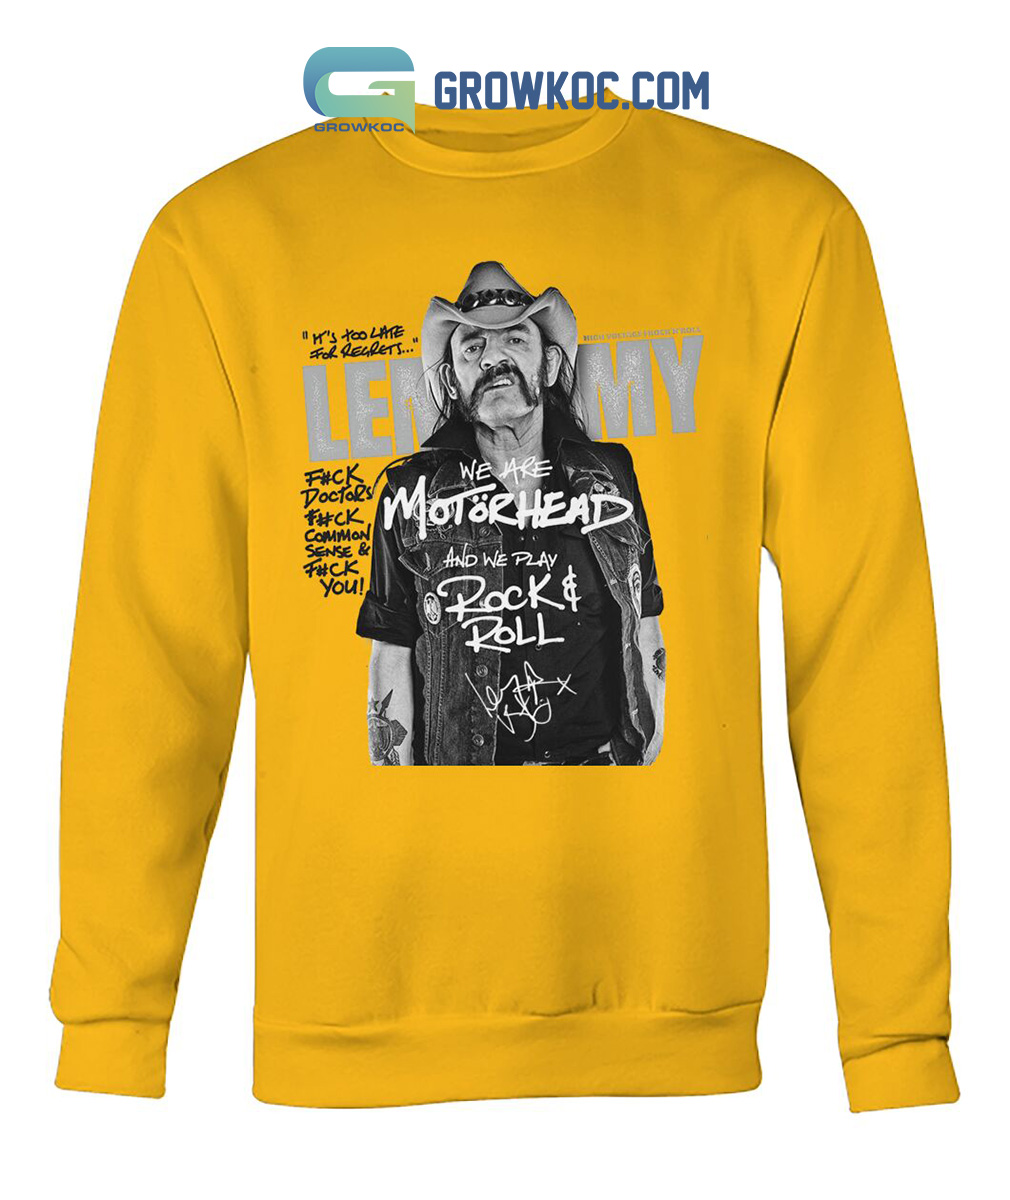 GROWKOC.COM
GROWKOC
"IT'S TOO LATE
FOR REGRETS..."
LEMMY
F#CK
DOCTORS
F#CK
COMMON
SENSE &
F#CK
YOU!
WE ARE
MOTÖRHEAD
AND WE PLAY
ROCK &
ROLL